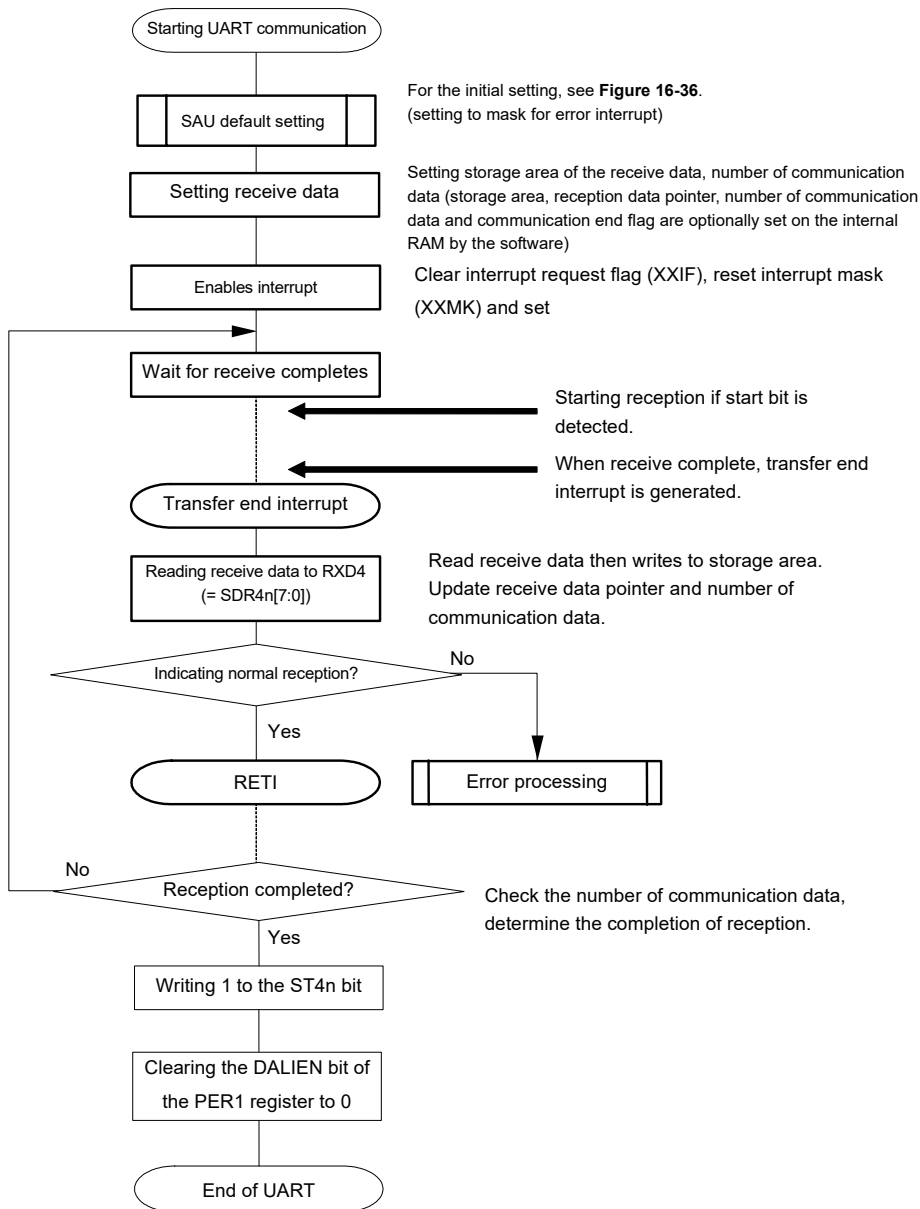 Starting UART communication
For the initial setting, see Figure 16-36.
(setting to mask for error interrupt)
SAU default setting
Setting storage area of the receive data, number of communication
data (storage area, reception data pointer, number of communication
data and communication end flag are optionally set on the internal
RAM by the software)
Setting receive data
Clear interrupt request flag (XXIF), reset interrupt mask
(XXMK) and set
Enables interrupt
Wait for receive completes
Starting reception if start bit is
detected.
When receive complete, transfer end
interrupt is generated.
Transfer end interrupt
Reading receive data to RXD4
(= SDR4n[7:0])
Read receive data then writes to storage area.
Update receive data pointer and number of
communication data.
Indicating normal reception?
No
Yes
RETI
Error processing
No
Reception completed?
Check the number of communication data,
determine the completion of reception.
Yes
Writing 1 to the ST4n bit
Clearing the DALIEN bit of
the PER1 register to 0
End of UART